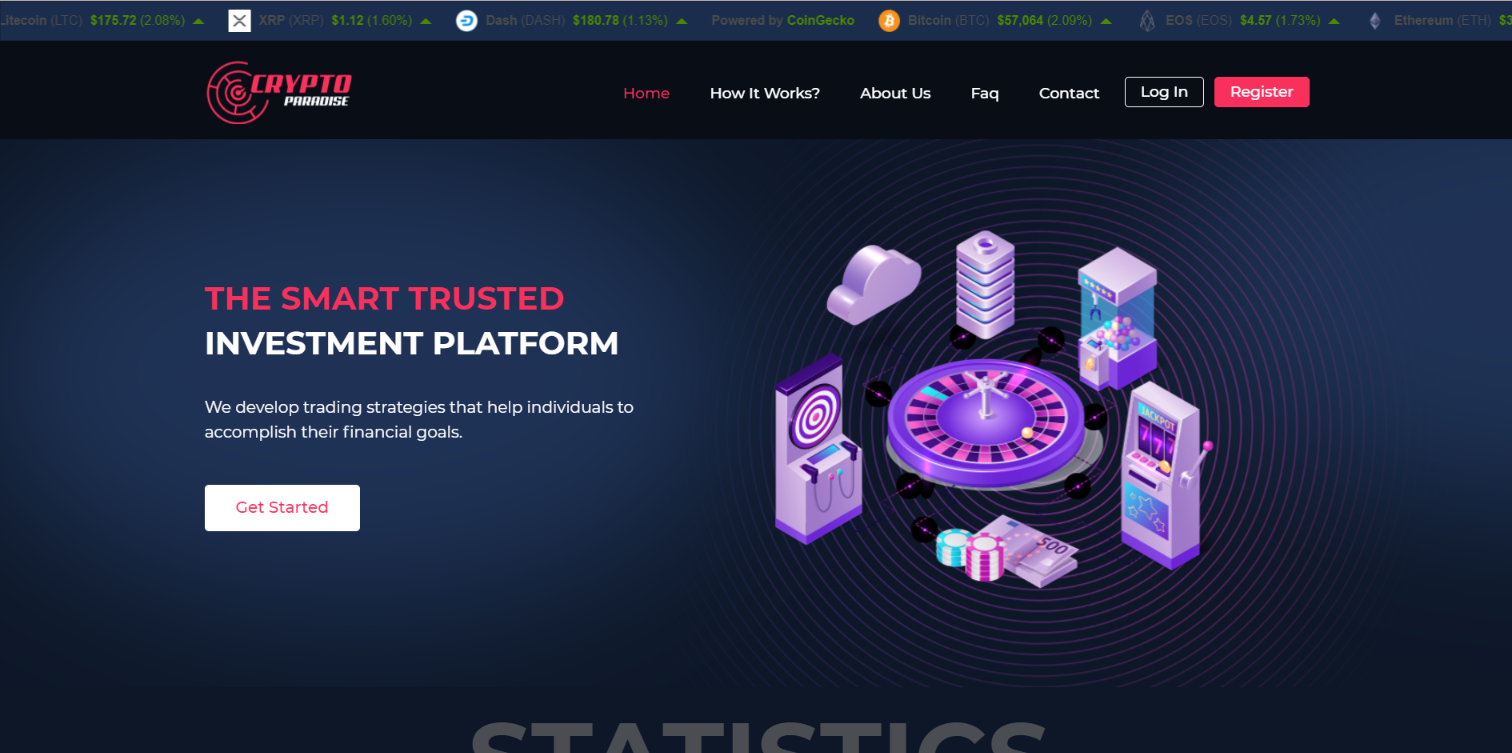 Litecoin (LTC) $175.72 (2.08%) XRP (XRP) $1.12 (1.60%) Dash (DASH) $180.78 (1.13%) Powered by CoinGecko Bitcoin (BTC) $57,064 (2.09%) EOS (EOS) $4.57 (1.73%) Ethereum (ETH)
CRYPTO
PARADISE
Home How It Works? About Us Faq Contact Log In Register
THE SMART TRUSTED
INVESTMENT PLATFORM
We develop trading strategies that help individuals to
accomplish their financial goals.
Get Started
JACKPOT
777
500
STATISTICS